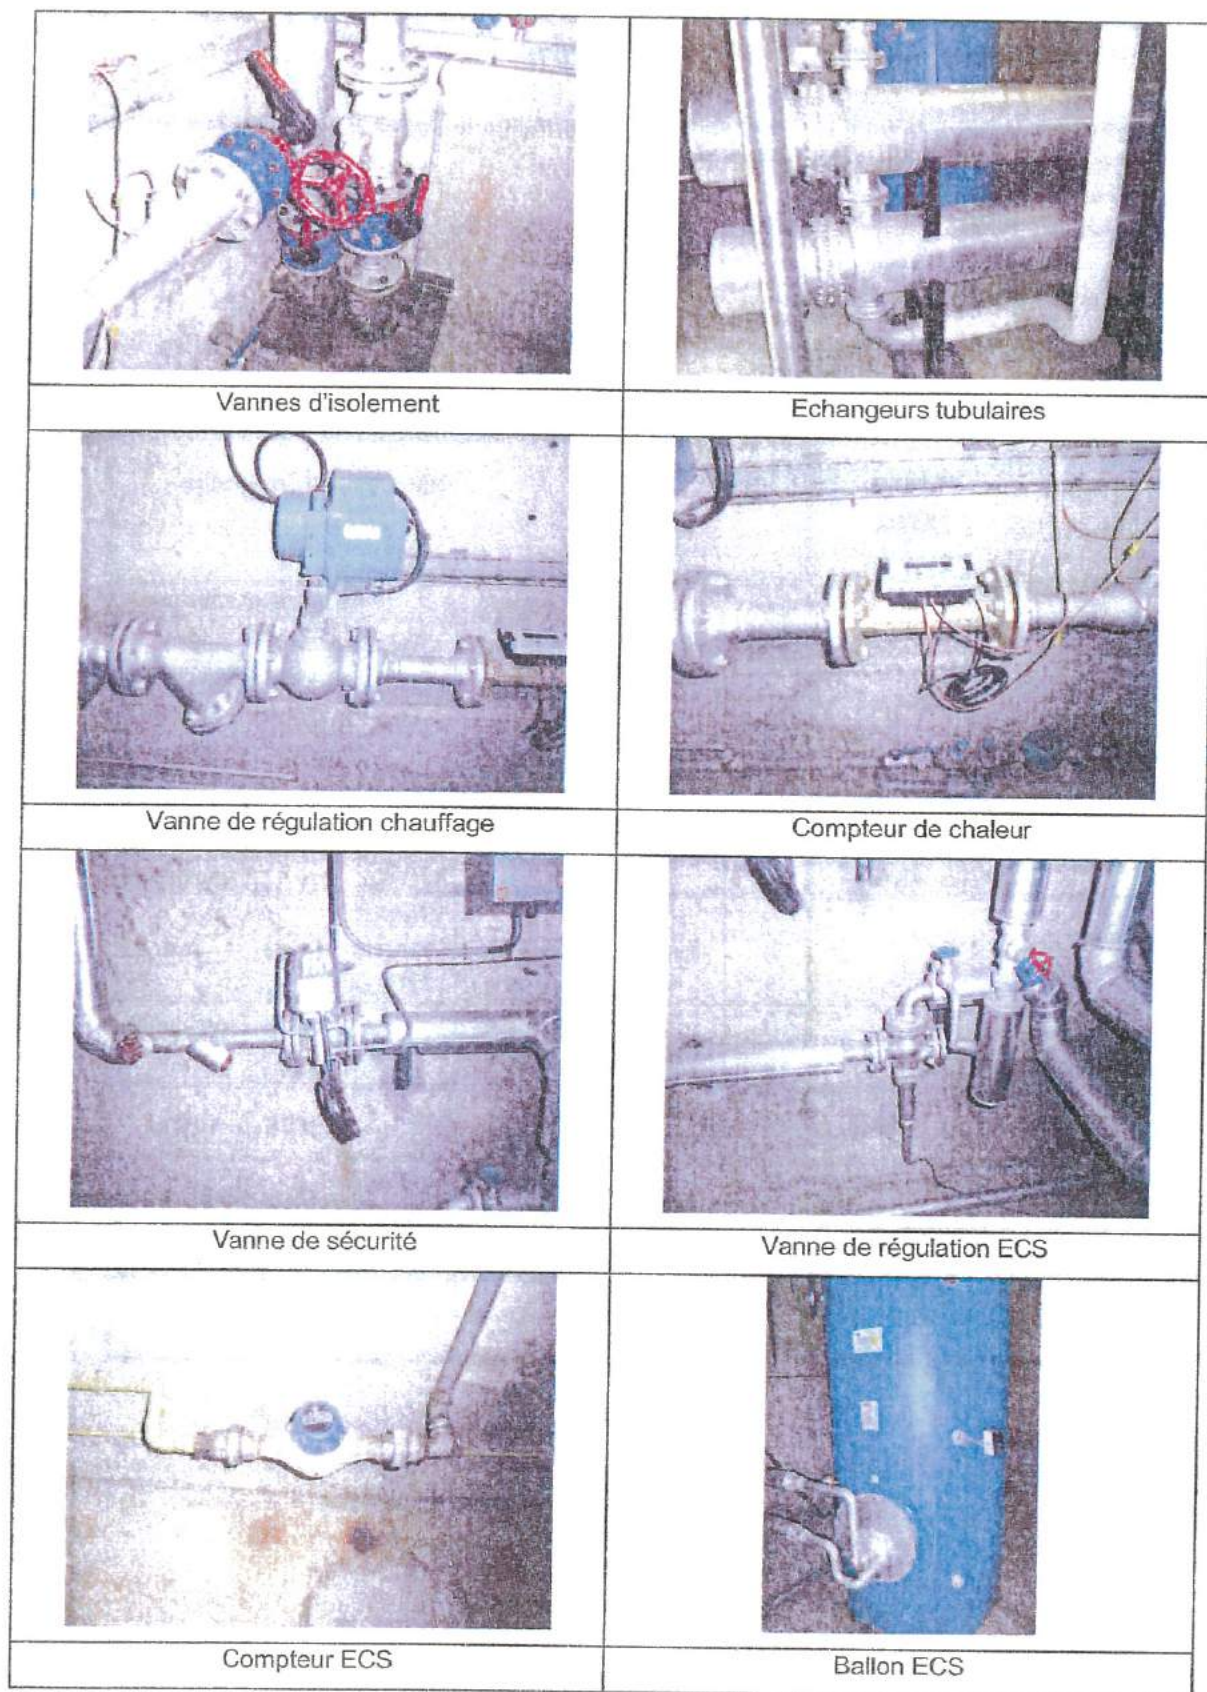 Vannes d'isolement
Echangeurs tubulaires
Vanne de régulation chauffage
Compteur de chaleur
Vanne de sécurité
Vanne de régulation ECS
Compteur ECS
Ballon ECS